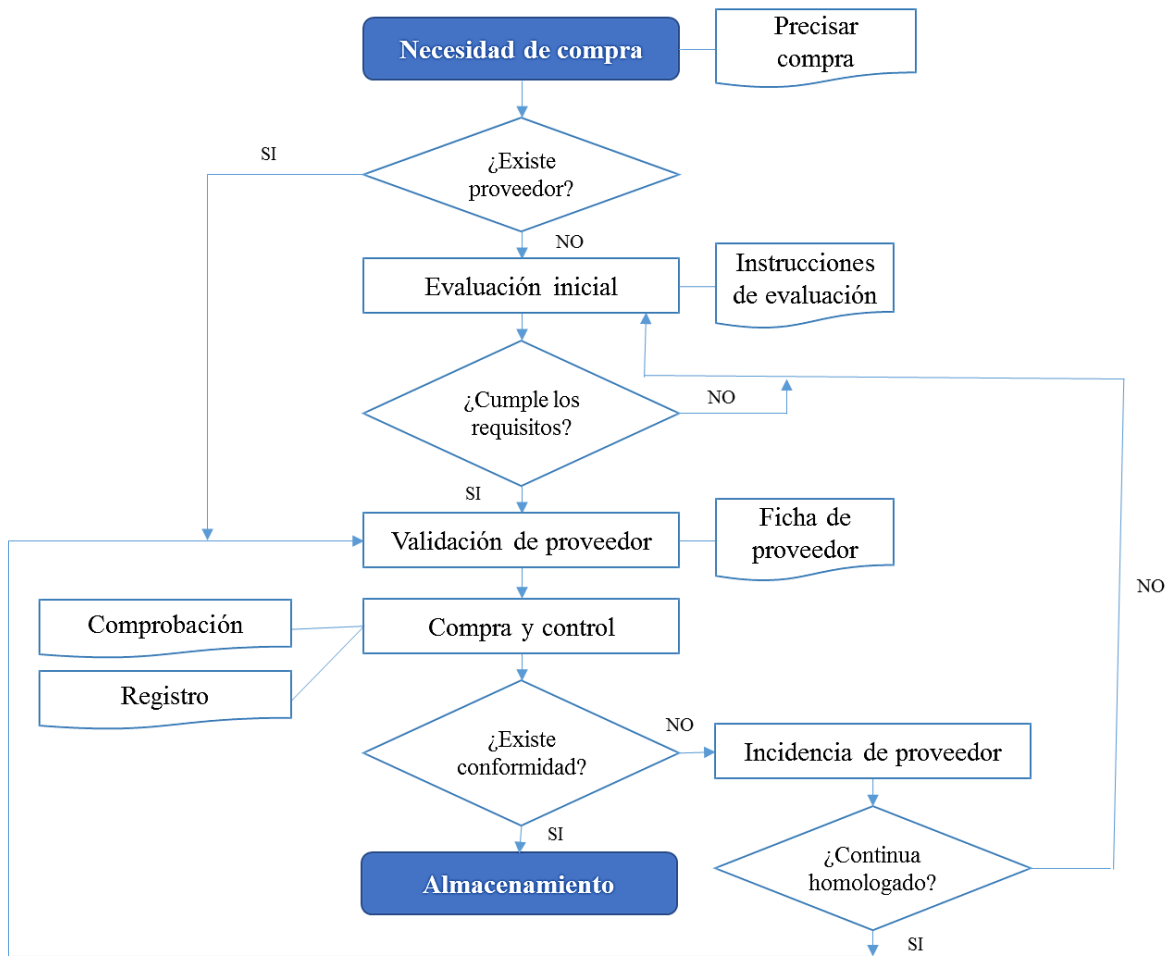 Necesidad de compra
Precisar
compra
SI
¿Existe
proveedor?
NO
Evaluación inicial
Instrucciones
de evaluación
¿Cumple los
requisitos?
NO
SI
Validación de proveedor
Ficha de
proveedor
NO
Comprobación
Compra y control
Registro
¿Existe
conformidad?
NO
Incidencia de proveedor
SI
Almacenamiento
¿Continua
homologado?
SI